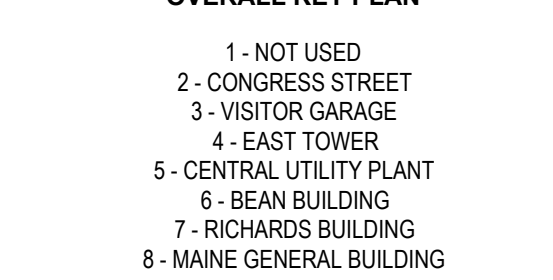 OVERALL KEY PLAN
1 - NOT USED
2 - CONGRESS STREET
3 - VISITOR GARAGE
4 - EAST TOWER
5 - CENTRAL UTILITY PLANT
6 - BEAN BUILDING
7 - RICHARDS BUILDING
8 - MAINE GENERAL BUILDING